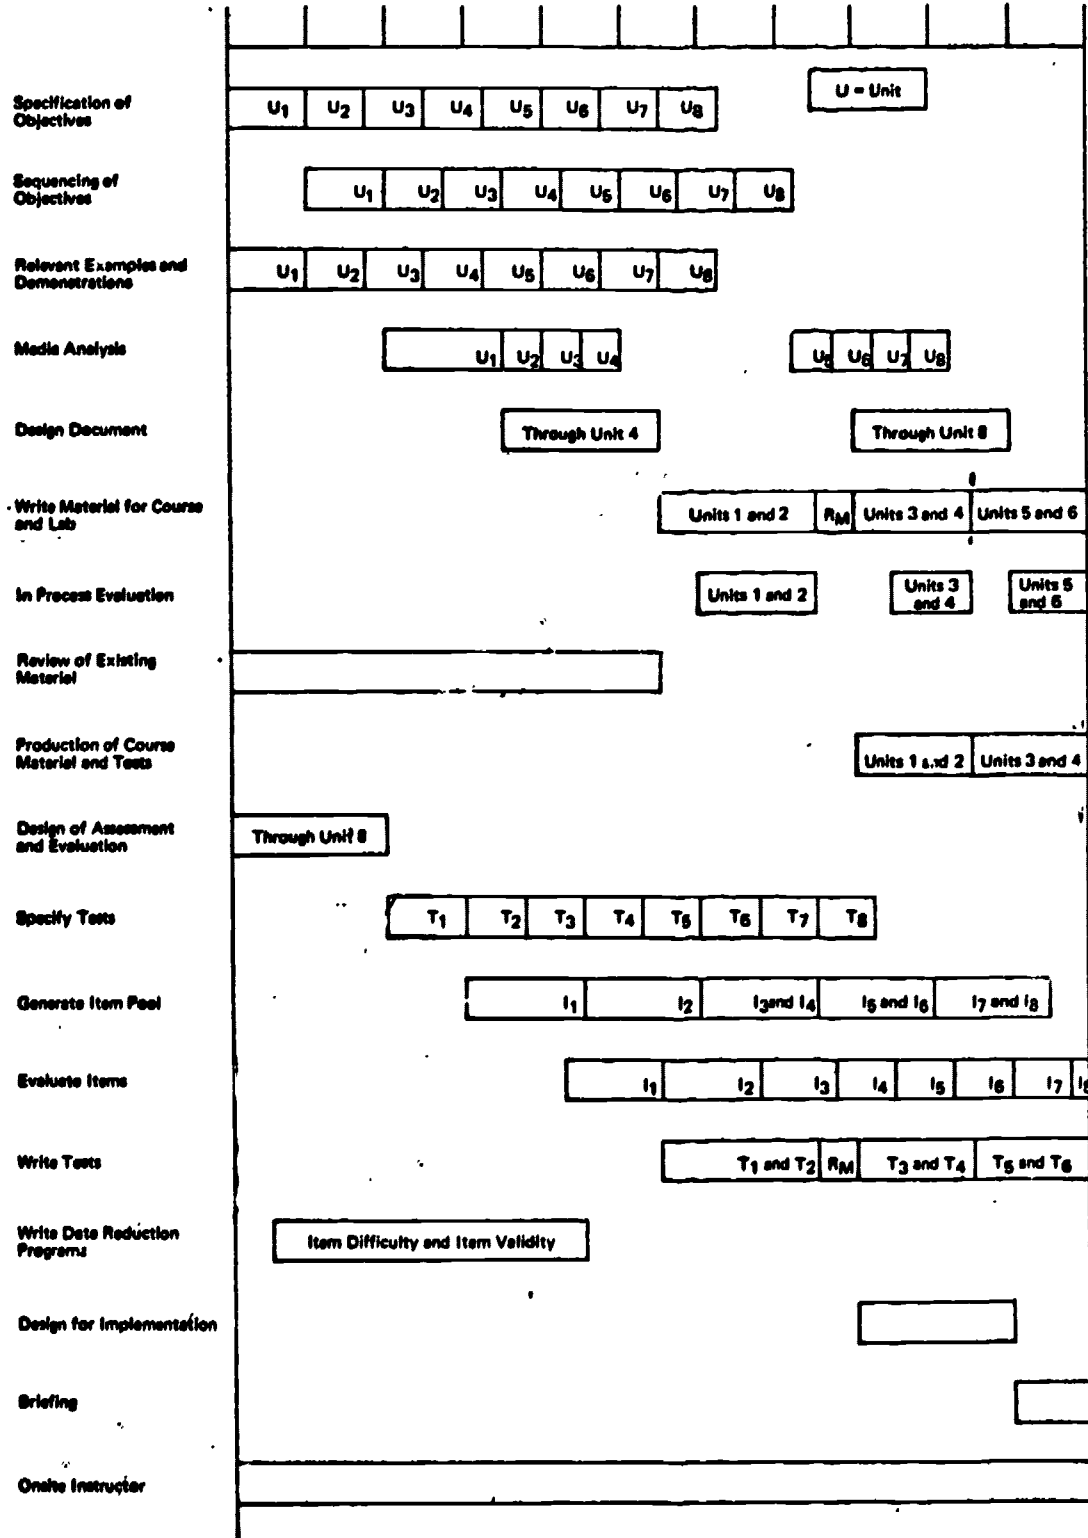 U = Unit
Specification of
Objectives
U1 U2 U3 U4 U5 U6 U7 U8
Sequencing of
Objectives
U1 U2 U3 U4 U5 U6 U7 U8
Relevant Examples and
Demonstrations
U1 U2 U3 U4 U5 U6 U7 U8
Media Analysis
U1 U2 U3 U4 U5 U6 U7 U8
Design Document
Through Unit 4
Through Unit 8
Write Material for Course
and Lab
Units 1 and 2 RM Units 3 and 4 Units 5 and 6
In Process Evaluation
Units 1 and 2
Units 3
and 4
Units 5
and 6
Review of Existing
Material
Production of Course
Material and Tests
Units 1 and 2 Units 3 and 4
Design of Assessment
and Evaluation
Through Unit 8
Specify Tests
T1 T2 T3 T4 T5 T6 T7 T8
Generate Item Pool
I1 I2 I3 and I4 I5 and I6 I7 and I8
Evaluate Items
I1 I2 I3 I4 I5 I6 I7 I8
Write Tests
T1 and T2 RM T3 and T4 T5 and T6
Write Data Reduction
Programs
Item Difficulty and Item Validity
Design for Implementation
Briefing
Onsite Instructor